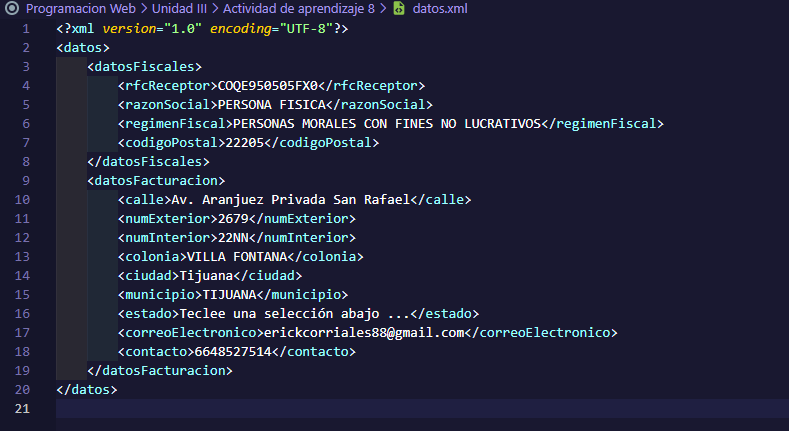 Programacion Web > Unidad III > Actividad de aprendizaje 8 > datos.xml
1 <?xml version="1.0" encoding="UTF-8"?>
2 <datos>
3 <datosFiscales>
4 <rfcReceptor>COQE950505FX0</rfcReceptor>
5 <razonSocial>PERSONA FISICA</razonSocial>
6 <regimenFiscal>PERSONAS MORALES CON FINES NO LUCRATIVOS</regimenFiscal>
7 <codigoPostal>22205</codigoPostal>
8 </datosFiscales>
9 <datosFacturacion>
10 <calle>Av. Aranjuez Privada San Rafael</calle>
11 <numExterior>2679</numExterior>
12 <numInterior>22NN</numInterior>
13 <colonia>VILLA FONTANA</colonia>
14 <ciudad>Tijuana</ciudad>
15 <municipio>TIJUANA</municipio>
16 <estado>Teclee una selección abajo ...</estado>
17 <correoElectronico>erickcorriales88@gmail.com</correoElectronico>
18 <contacto>6648527514</contacto>
19 </datosFacturacion>
20 </datos>
21